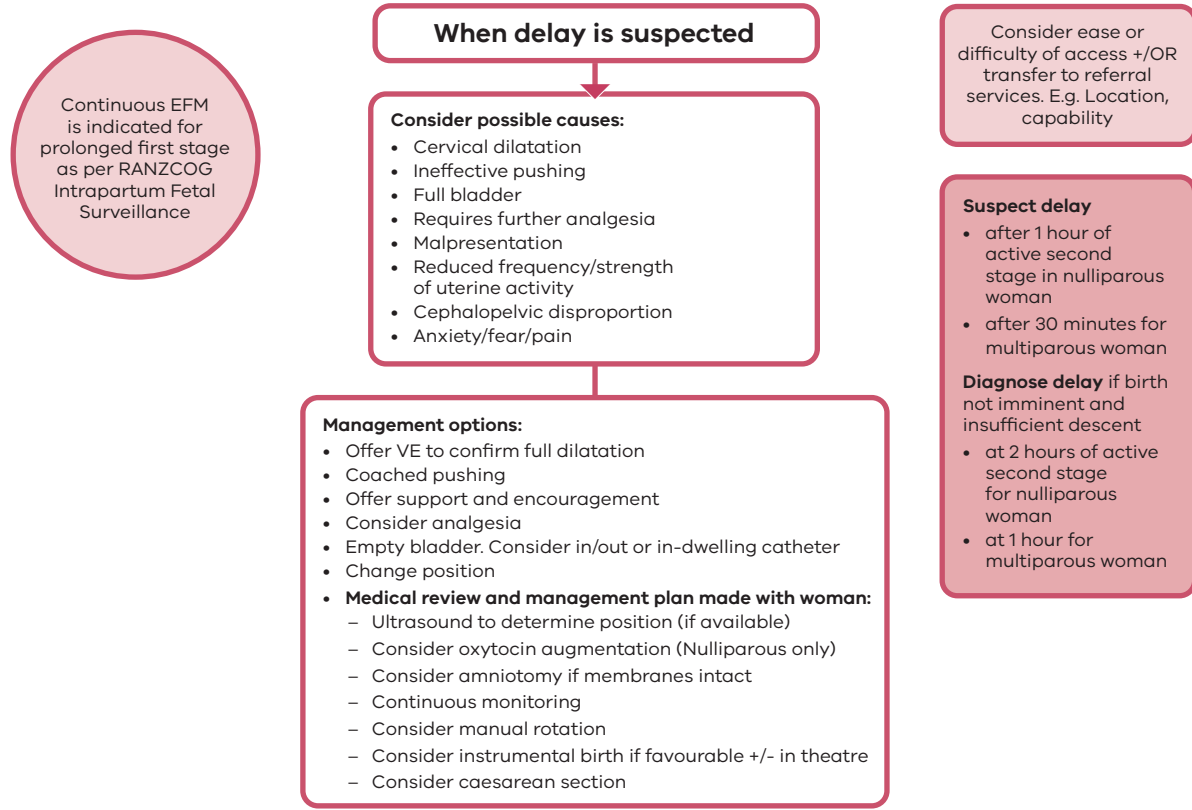 When delay is suspected
Continuous EFM
is indicated for
prolonged first stage
as per RANZCOG
Intrapartum Fetal
Surveillance
Consider possible causes:
• Cervical dilatation
• Ineffective pushing
• Full bladder
• Requires further analgesia
• Malpresentation
• Reduced frequency/strength
of uterine activity
• Cephalopelvic disproportion
• Anxiety/fear/pain
Management options:
• Offer VE to confirm full dilatation
• Coached pushing
• Offer support and encouragement
• Consider analgesia
• Empty bladder. Consider in/out or in-dwelling catheter
• Change position
• Medical review and management plan made with woman:
– Ultrasound to determine position (if available)
– Consider oxytocin augmentation (Nulliparous only)
– Consider amniotomy if membranes intact
– Continuous monitoring
– Consider manual rotation
– Consider instrumental birth if favourable +/- in theatre
– Consider caesarean section
Consider ease or
difficulty of access +/OR
transfer to referral
services. E.g. Location,
capability
Suspect delay
• after 1 hour of
active second
stage in nulliparous
woman
• after 30 minutes for
multiparous woman
Diagnose delay if birth
not imminent and
insufficient descent
• at 2 hours of active
second stage
for nulliparous
woman
• at 1 hour for
multiparous woman